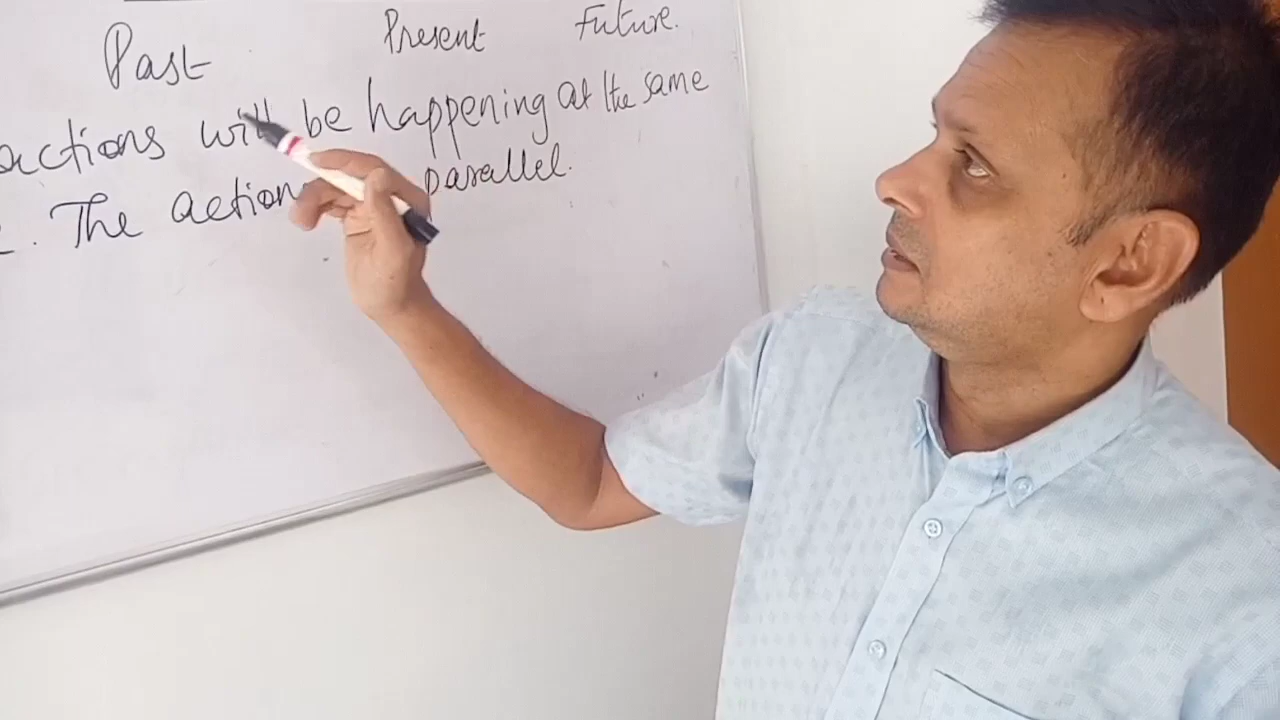 Past Present Future.
actions will be happening at the same
. The action parallel.